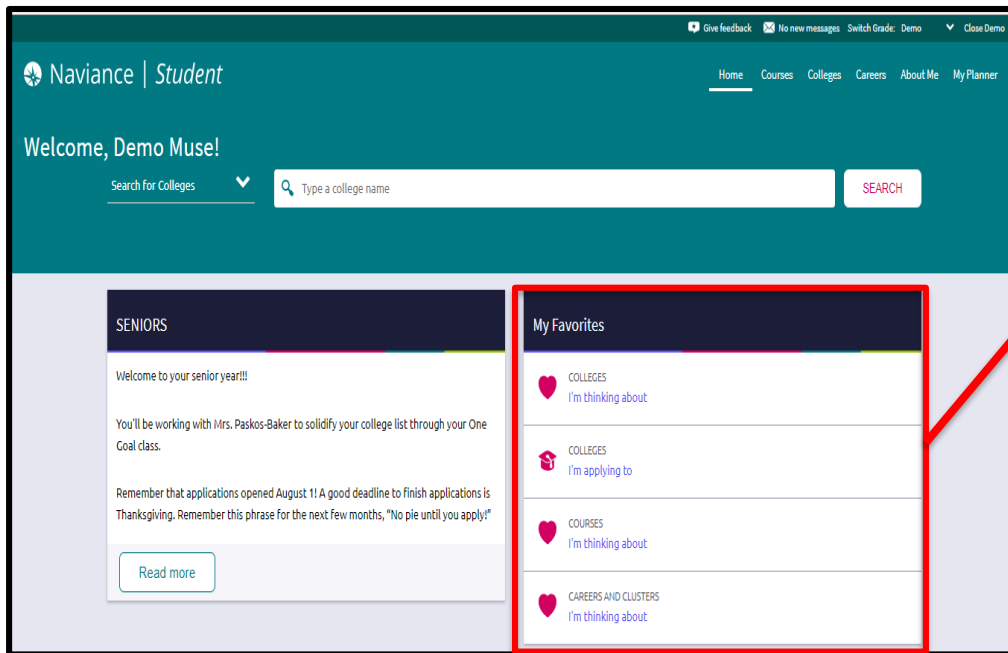 Give feedback No new messages Switch Grade: Demo Close Demo
Naviance | Student
Home Courses Colleges Careers About Me My Planner
Welcome, Demo Muse!
Search for Colleges Type a college name SEARCH
SENIORS
Welcome to your senior year!!!
You'll be working with Mrs. Paskos-Baker to solidify your college list through your One
Goal class.
Remember that applications opened August 1! A good deadline to finish applications is
Thanksgiving. Remember this phrase for the next few months, "No pie until you apply!"
Read more
My Favorites
COLLEGES
I'm thinking about
COLLEGES
I'm applying to
COURSES
I'm thinking about
CAREERS AND CLUSTERS
I'm thinking about